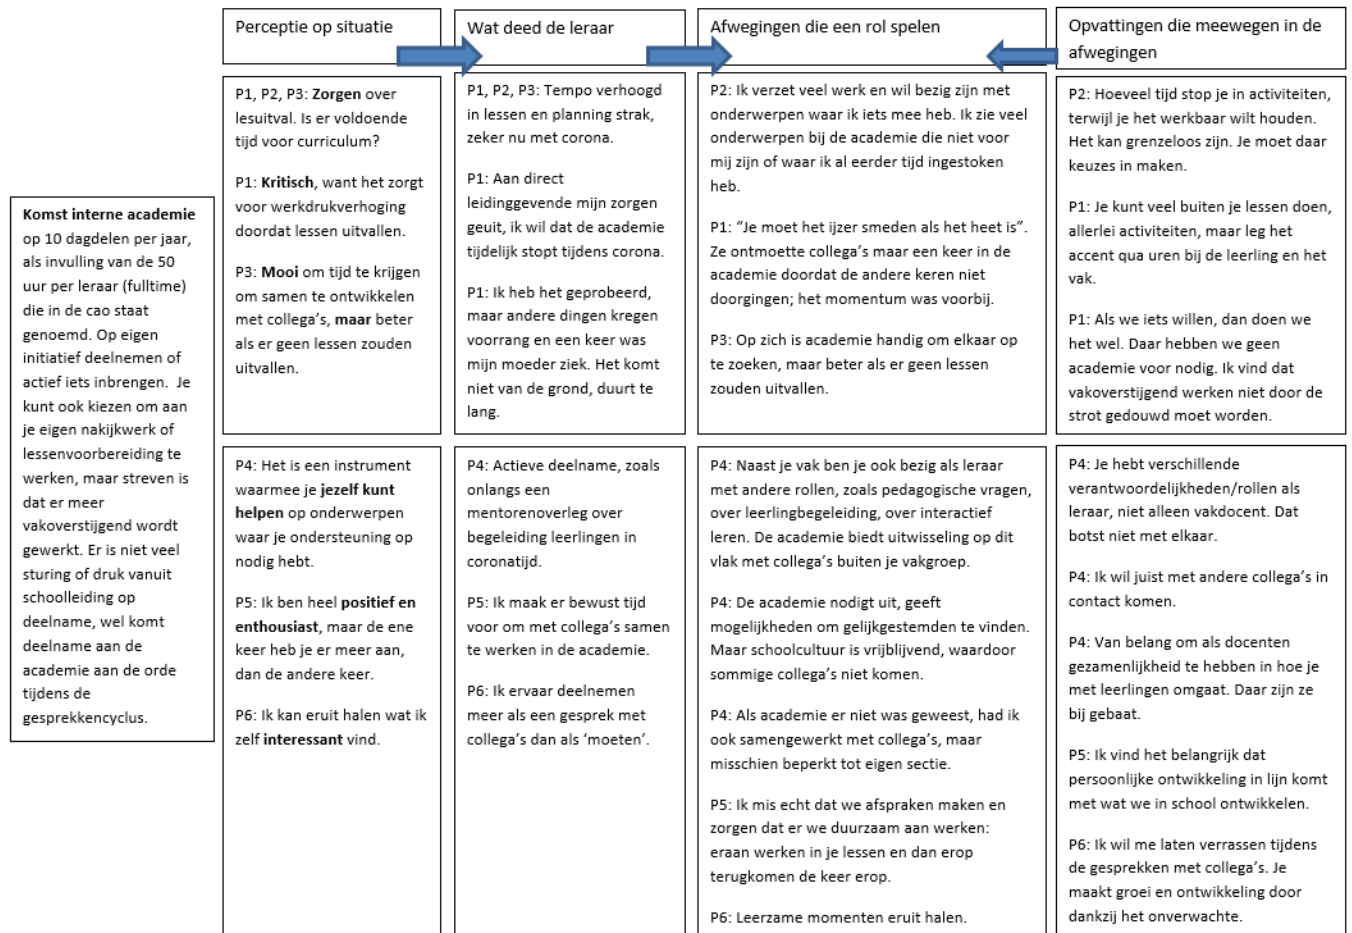 Perceptie op situatie
Wat deed de leraar
Afwegingen die een rol spelen
Opvattingen die meewegen in de
afwegingen
Komst interne academie
op 10 dagdelen per jaar,
als invulling van de 50
uur per leraar (fulltime)
die in de cao staat
genoemd. Op eigen
initiatief deelnemen of
actief iets inbrengen. Je
kunt ook kiezen om aan
je eigen nakijkwerk of
lessenvoorbereiding te
werken, maar streven is
dat er meer
vakoverstijgend wordt
gewerkt. Er is niet veel
sturing of druk vanuit
schoolleiding op
deelname, wel komt
deelname aan de
academie aan de orde
tijdens de
gesprekkencyclus.
P1, P2, P3: Zorgen over
lesuitval. Is er voldoende
tijd voor curriculum?
P1: Kritisch, want het zorgt
voor werkdrukverhoging
doordat lessen uitvallen.
P3: Mooi om tijd te krijgen
om samen te ontwikkelen
met collega's, maar beter
als er geen lessen zouden
uitvallen.
P1, P2, P3: Tempo verhoogd
in lessen en planning strak,
zeker nu met corona.
P1: Aan direct
leidinggevende mijn zorgen
geuit, ik wil dat de academie
tijdelijk stopt tijdens corona.
P1: Ik heb het geprobeerd,
maar andere dingen kregen
voorrang en een keer was
mijn moeder ziek. Het komt
niet van de grond, duurt te
lang.
P2: Ik verzet veel werk en wil bezig zijn met
onderwerpen waar ik iets mee heb. Ik zie veel
onderwerpen bij de academie die niet voor
mij zijn of waar ik al eerder tijd ingestoken
heb.
P1: “Je moet het ijzer smeden als het heet is”.
Ze ontmoette collega's maar een keer in de
academie doordat de andere keren niet
doorgingen; het momentum was voorbij.
P3: Op zich is academie handig om elkaar op
te zoeken, maar beter als er geen lessen
zouden uitvallen.
P2: Hoeveel tijd stop je in activiteiten,
terwijl je het werkbaar wilt houden.
Het kan grenzeloos zijn. Je moet daar
keuzes in maken.
P1: Je kunt veel buiten je lessen doen,
allerlei activiteiten, maar leg het
accent qua uren bij de leerling en het
vak.
P1: Als we iets willen, dan doen we
het wel. Daar hebben we geen
academie voor nodig. Ik vind dat
vakoverstijgend werken niet door de
strot gedouwd moet worden.
P4: Het is een instrument
waarmee je jezelf kunt
helpen op onderwerpen
waar je ondersteuning op
nodig hebt.
P5: Ik ben heel positief en
enthousiast, maar de ene
keer heb je er meer aan,
dan de andere keer.
P6: Ik kan eruit halen wat ik
zelf interessant vind.
P4: Actieve deelname, zoals
onlangs een
mentorenoverleg over
begeleiding leerlingen in
coronatijd.
P5: Ik maak er bewust tijd
voor om met collega's samen
te werken in de academie.
P6: Ik ervaar deelnemen
meer als een gesprek met
collega's dan als ‘moeten’.
P4: Naast je vak ben je ook bezig als leraar
met andere rollen, zoals pedagogische vragen,
over leerlingbegeleiding, over interactief
leren. De academie biedt uitwisseling op dit
vlak met collega's buiten je vakgroep.
P4: De academie nodigt uit, geeft
mogelijkheden om gelijkgestemden te vinden.
Maar schoolcultuur is vrijblijvend, waardoor
sommige collega's niet komen.
P4: Als academie er niet was geweest, had ik
ook samengewerkt met collega's, maar
misschien beperkt tot eigen sectie.
P5: Ik mis echt dat we afspraken maken en
zorgen dat er we duurzaam aan werken:
eraan werken in je lessen en dan erop
terugkomen de keer erop.
P6: Leerzame momenten eruit halen.
P4: Je hebt verschillende
verantwoordelijkheden/rollen als
leraar, niet alleen vakdocent. Dat
botst niet met elkaar.
P4: Ik wil juist met andere collega's in
contact komen.
P4: Van belang om als docenten
gezamenlijkheid te hebben in hoe je
met leerlingen omgaat. Daar zijn ze
bij gebaat.
P5: Ik vind het belangrijk dat
persoonlijke ontwikkeling in lijn komt
met wat we in school ontwikkelen.
P6: Ik wil me laten verrassen tijdens
de gesprekken met collega's. Je
maakt groei en ontwikkeling door
dankzij het onverwachte.